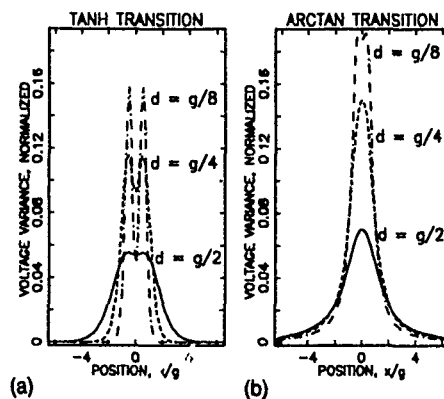 TANH TRANSITION
VOLTAGE VARIANCE, NORMALIZED
0 0.04 0.08 0.12 0.16
d = g/8
d = g/4
d = g/2
−4 0
POSITION, √/g
(a)
ARCTAN TRANSITION
VOLTAGE VARIANCE, NORMALIZED
0 0.04 0.08 0.12 0.16
d = g/8
d = g/4
d = g/2
−4 0 4
POSITION, x/g
(b)